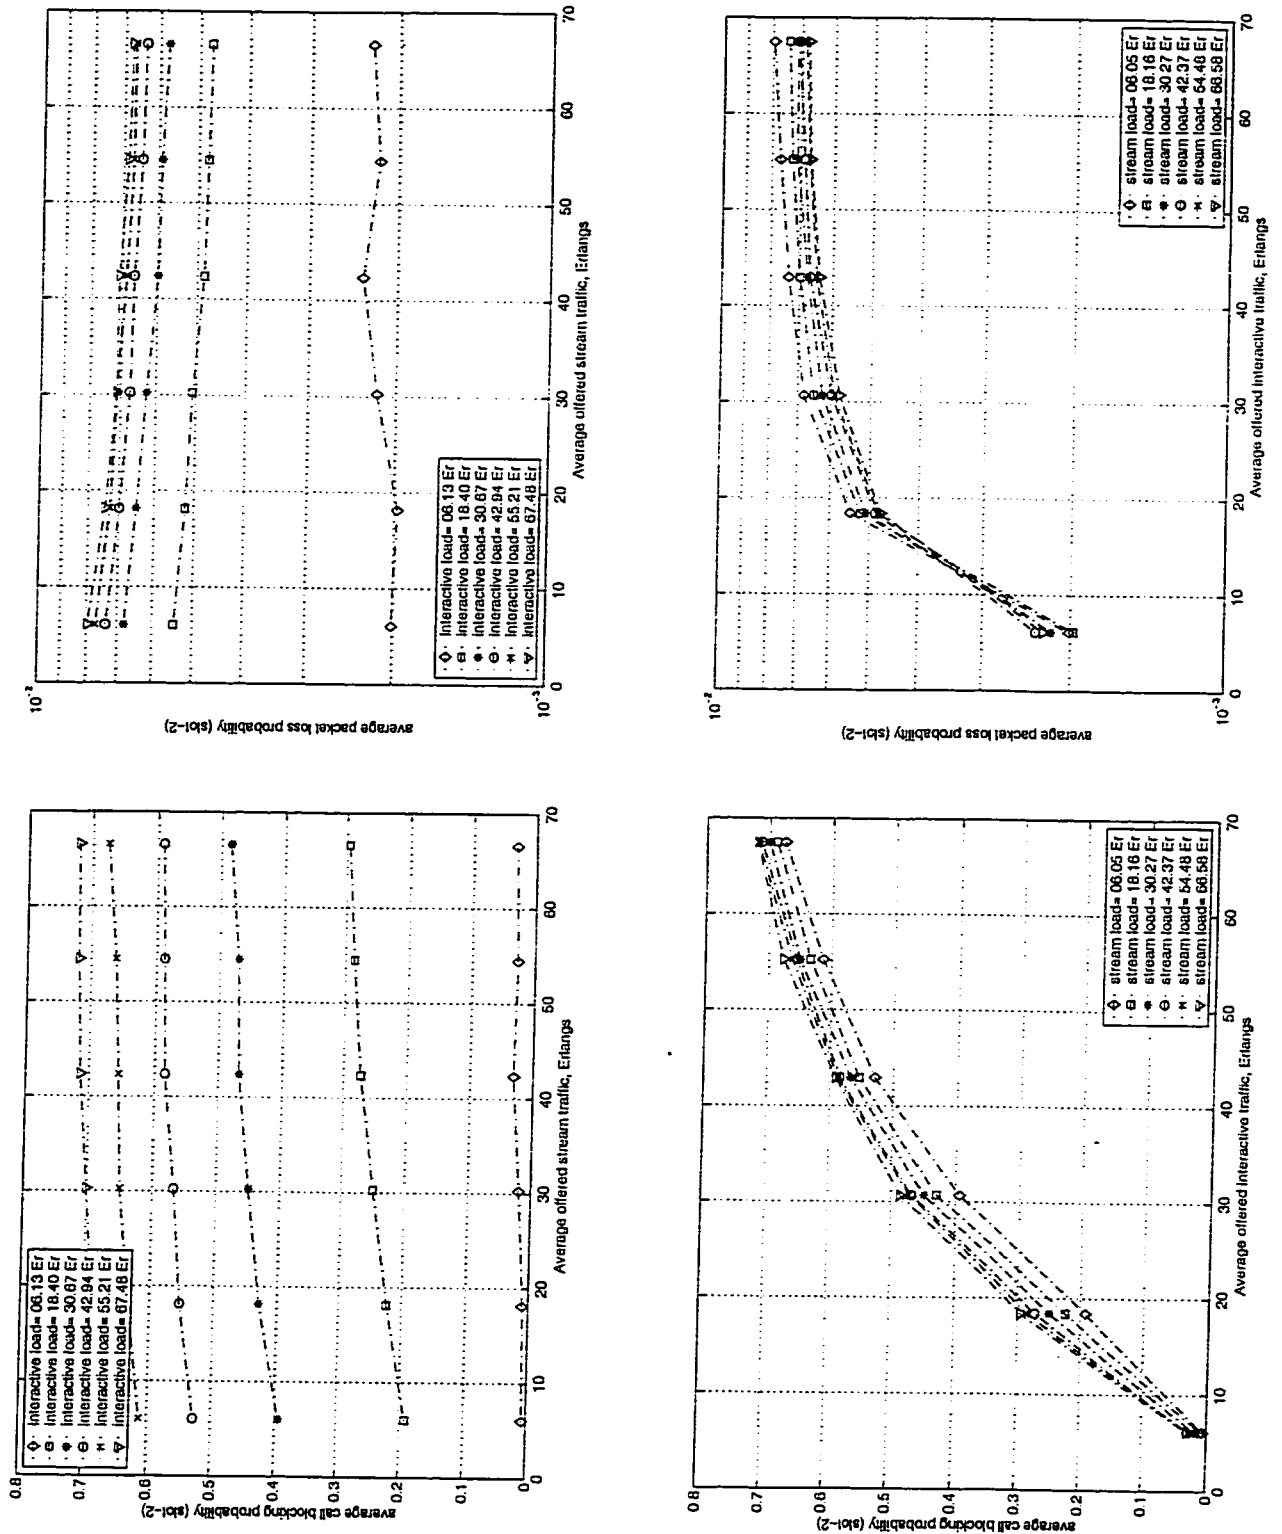 10^-2
10^-3
average packet loss probability (slot-2)
0
10
20
30
40
50
60
70
Average offered stream traffic, Erlangs
Interactive load= 06.13 Er
Interactive load= 18.40 Er
Interactive load= 30.67 Er
Interactive load= 42.94 Er
Interactive load= 55.21 Er
Interactive load= 67.48 Er
10^-2
10^-3
average packet loss probability (slot-2)
0
10
20
30
40
50
60
70
Average offered interactive traffic, Erlangs
stream load= 06.05 Er
stream load= 18.16 Er
stream load= 30.27 Er
stream load= 42.37 Er
stream load= 54.48 Er
stream load= 66.58 Er
0.8
0.7
0.6
0.5
0.4
0.3
0.2
0.1
0
average call blocking probability (slot-2)
0
10
20
30
40
50
60
70
Average offered stream traffic, Erlangs
Interactive load= 06.13 Er
Interactive load= 18.40 Er
Interactive load= 30.67 Er
Interactive load= 42.94 Er
Interactive load= 55.21 Er
Interactive load= 67.48 Er
0.8
0.7
0.6
0.5
0.4
0.3
0.2
0.1
0
average call blocking probability (slot-2)
0
10
20
30
40
50
60
70
Average offered interactive traffic, Erlangs
stream load= 06.05 Er
stream load= 18.16 Er
stream load= 30.27 Er
stream load= 42.37 Er
stream load= 54.48 Er
stream load= 66.58 Er